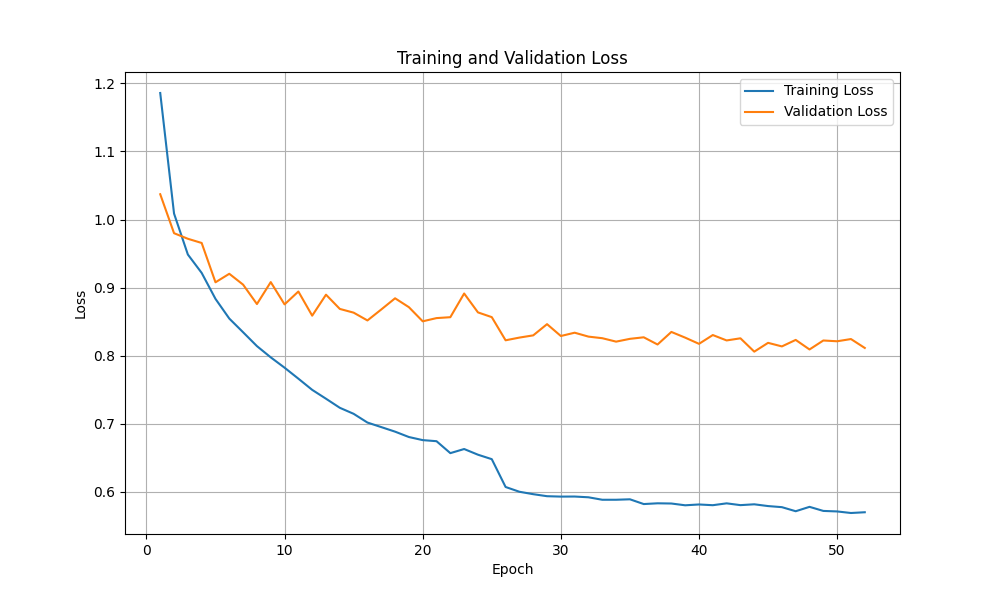 Training and Validation Loss
Training Loss
Validation Loss
1.2
1.1
1.0
0.9
0.8
0.7
0.6
Loss
0 10 20 30 40 50
Epoch